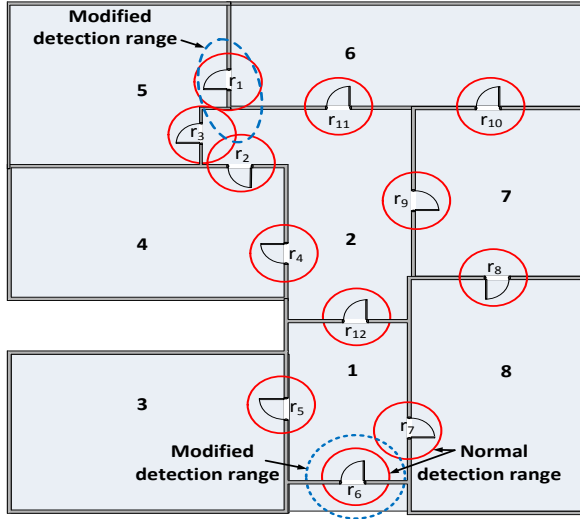 Modified
detection range
6
5
r1
r11
r10
r3
r2
r9
7
4
2
r4
r8
r12
1
3
8
r5
r7
Modified
detection range
Normal
detection range
r6